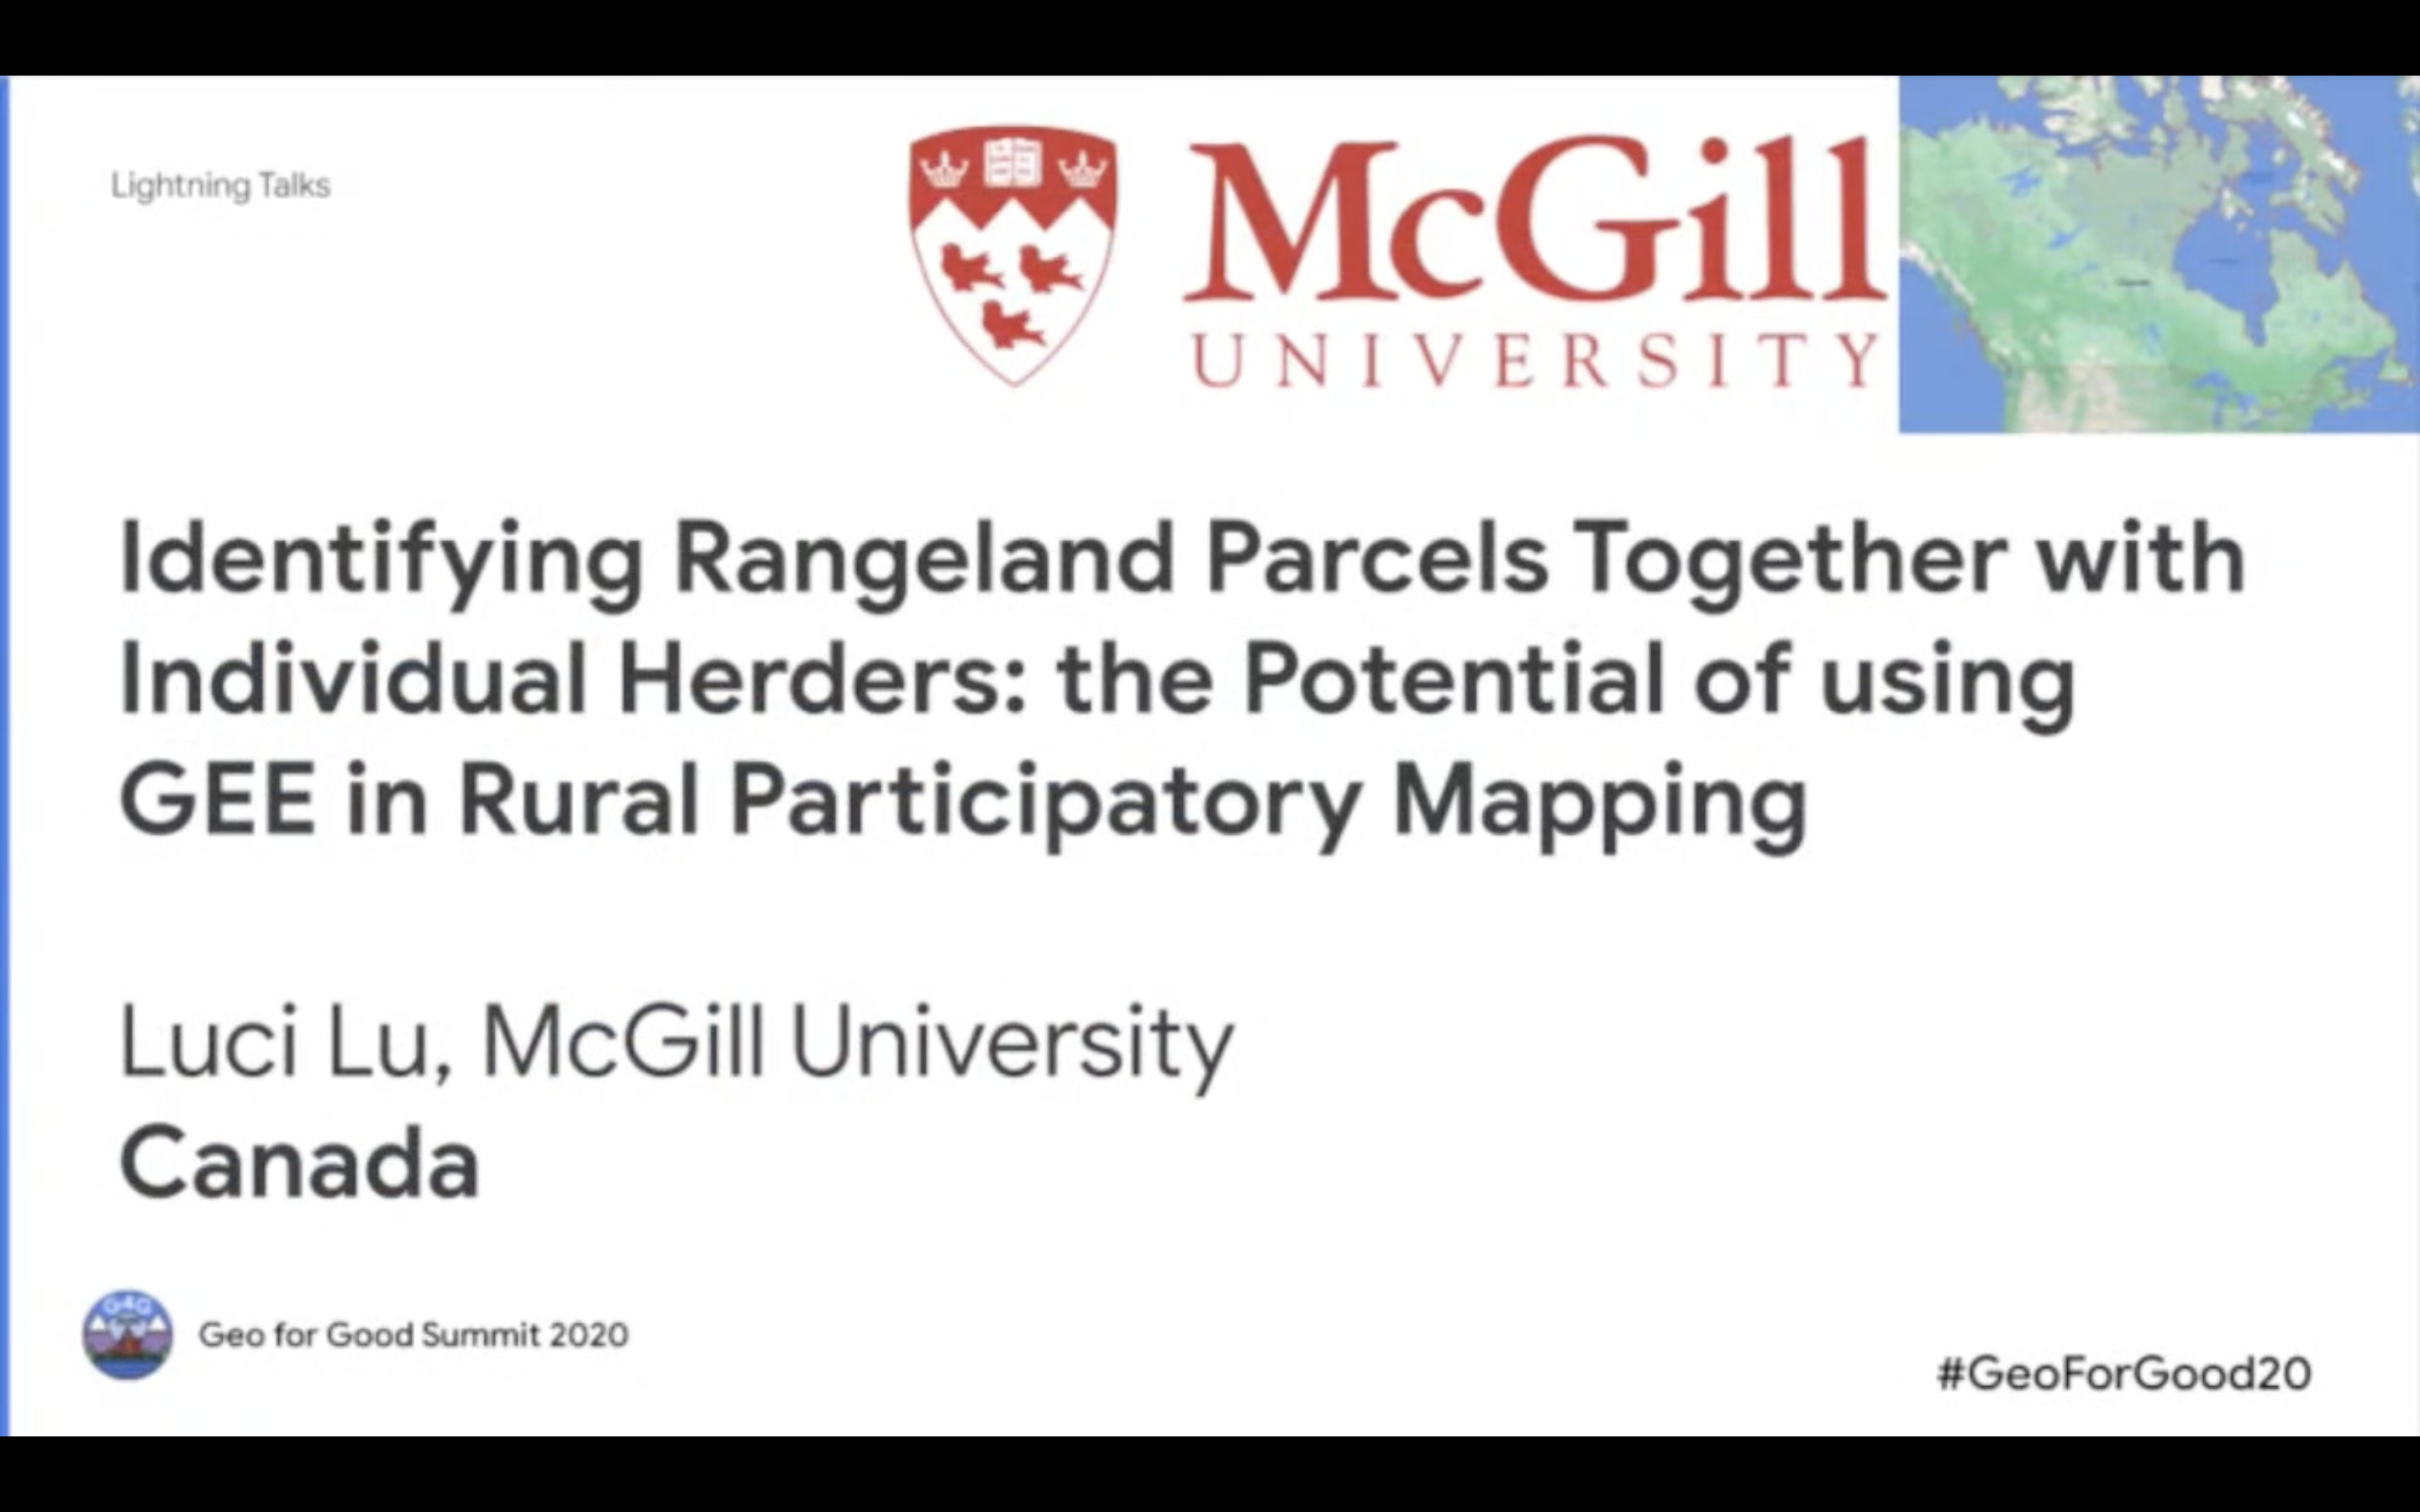 Lightning Talks
McGill
UNIVERSITY
Identifying Rangeland Parcels Together with
Individual Herders: the Potential of using
GEE in Rural Participatory Mapping
Luci Lu, McGill University
Canada
G4G
Geo for Good Summit 2020
#GeoForGood20